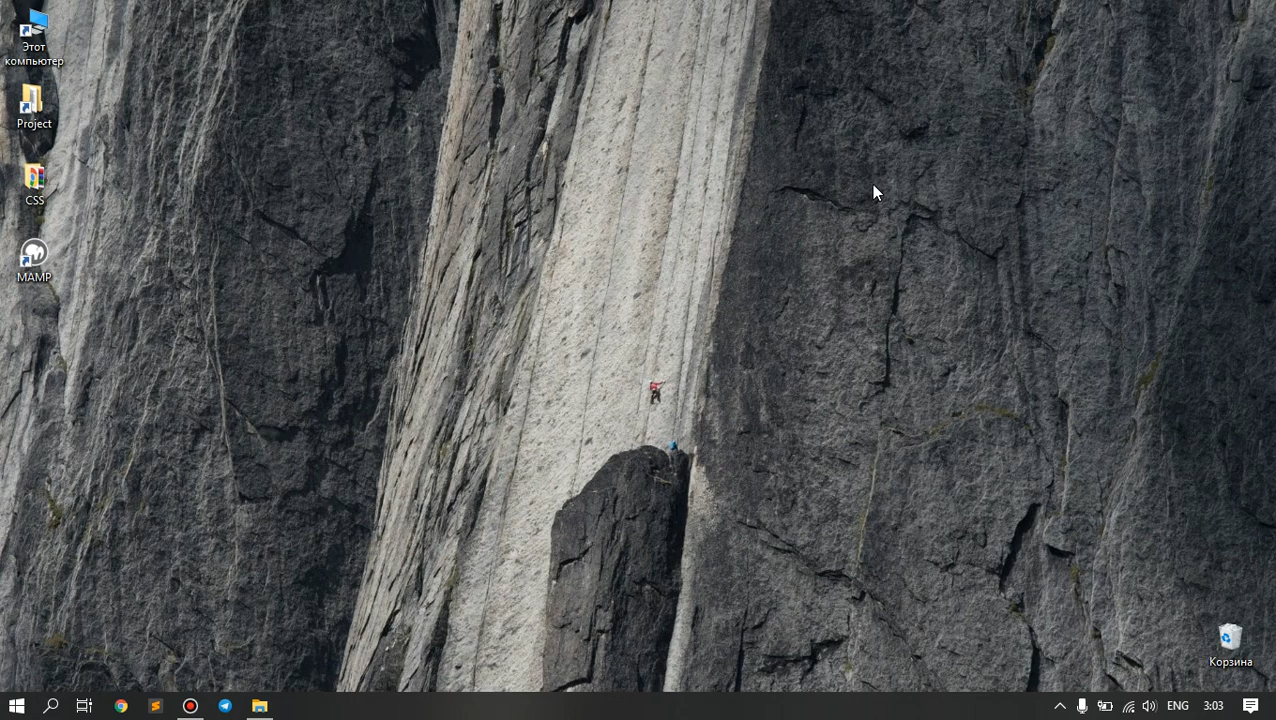 Этот
компьютер
Project
CSS
MAMP
Корзина
ENG
3:03